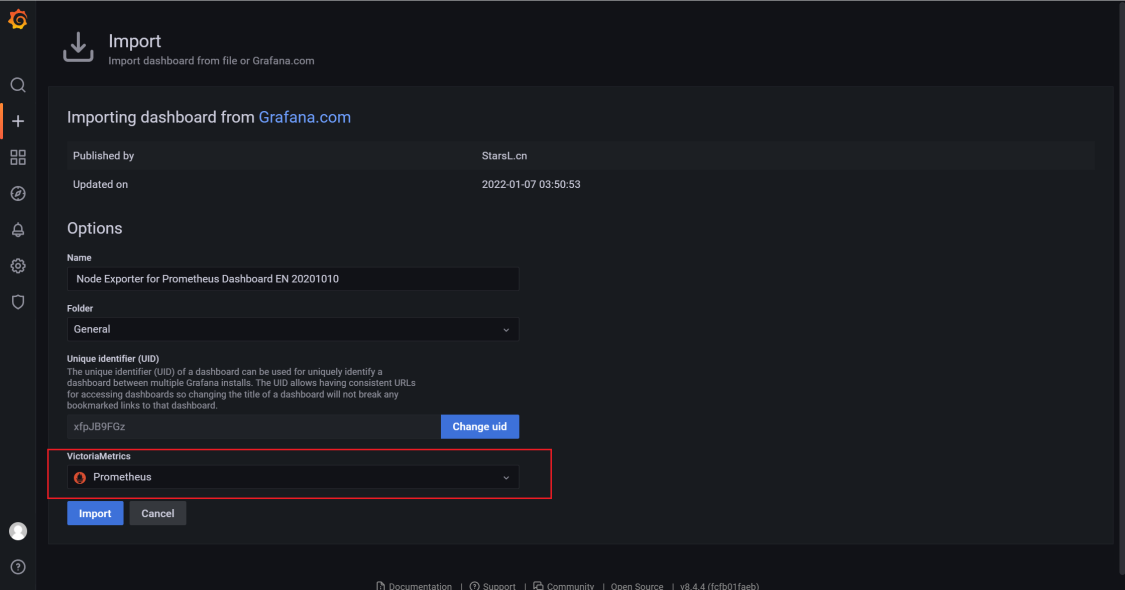 Import
Import dashboard from file or Grafana.com
Importing dashboard from Grafana.com
Published by StarsL.cn
Updated on 2022-01-07 03:50:53
Options
Name
Node Exporter for Prometheus Dashboard EN 20201010
Folder
General
Unique identifier (UID)
The unique identifier (UID) of a dashboard can be used for uniquely identify a
dashboard between multiple Grafana installs. The UID allows having consistent URLs
for accessing dashboards so changing the title of a dashboard will not break any
bookmarked links to that dashboard.
xfpJB9FGz Change uid
VictoriaMetrics
Prometheus
Import Cancel
Documentation | Support | Community | Open Source | v8.4.4 (fcfb01faeb)